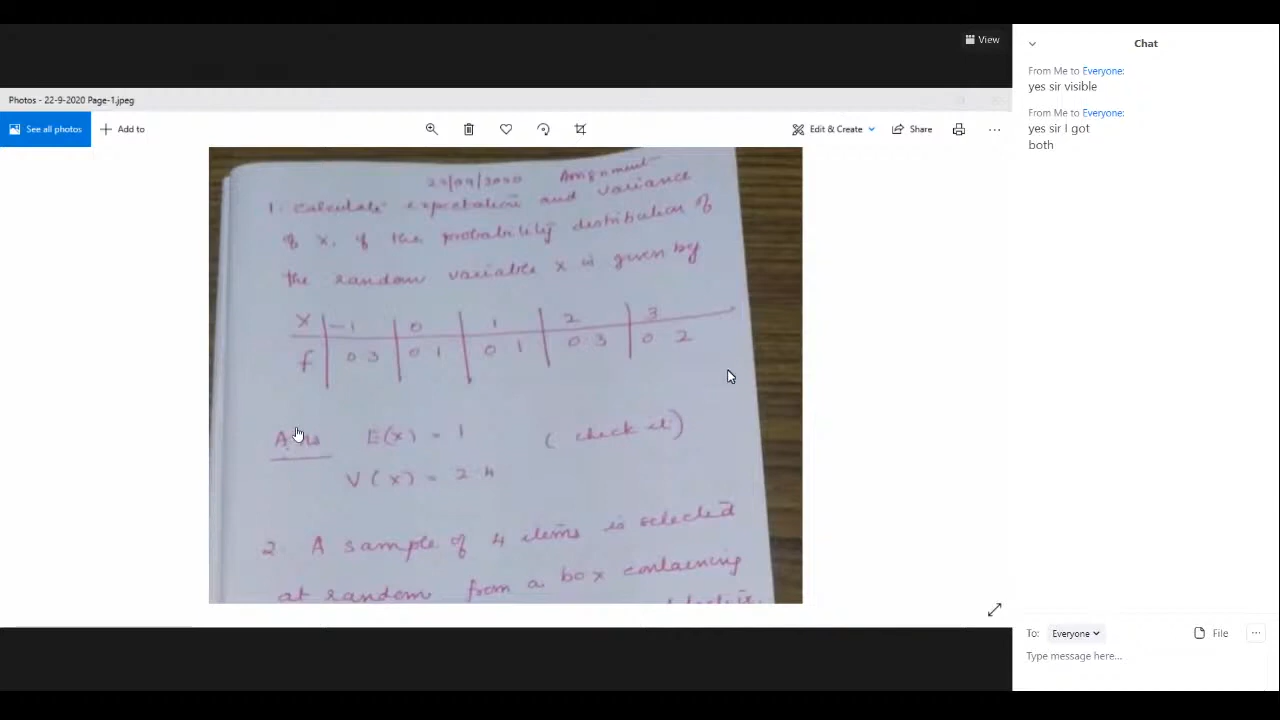 View
Chat
From Me to Everyone:
yes sir visible
From Me to Everyone:
yes sir I got
both
Photos - 22-9-2020 Page-1.jpeg
See all photos
Add to
Edit & Create
Share
22/09/2020 Assignment
1. Calculate expectation and variance
of x, if the probability distribution of
the random variable x is given by
X -1 0 1 2 3
f 0.3 0.1 0.1 0.3 0.2
Ans E(x) = 1 (check it)
V(x) = 2.4
2. A sample of 4 items is selected
at random from a box containing
To: Everyone
File
Type message here...